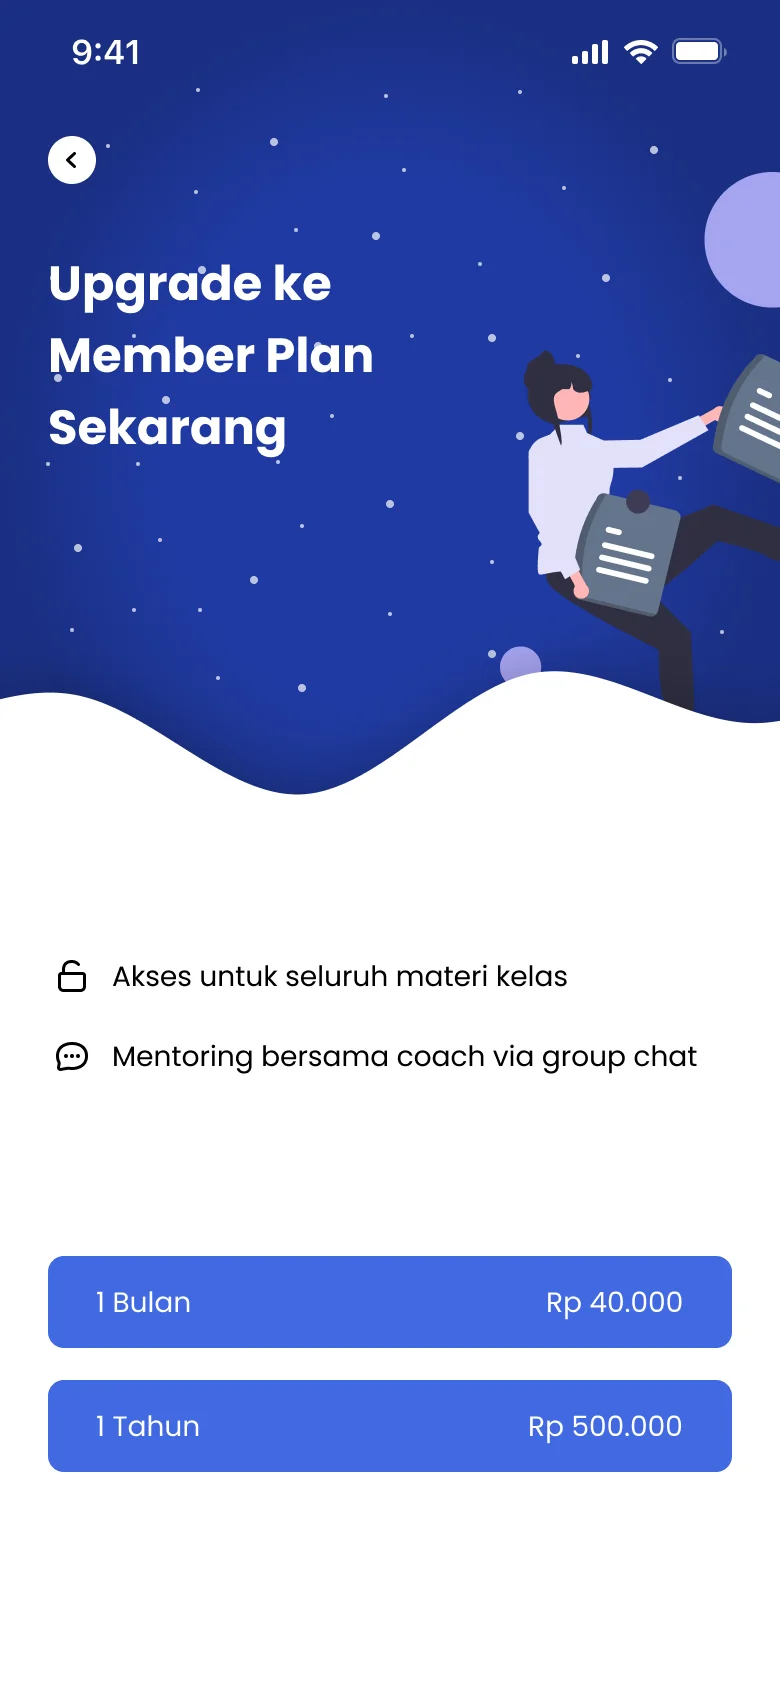 9:41
Upgrade ke
Member Plan
Sekarang
Akses untuk seluruh materi kelas
Mentoring bersama coach via group chat
1 Bulan Rp 40.000
1 Tahun Rp 500.000